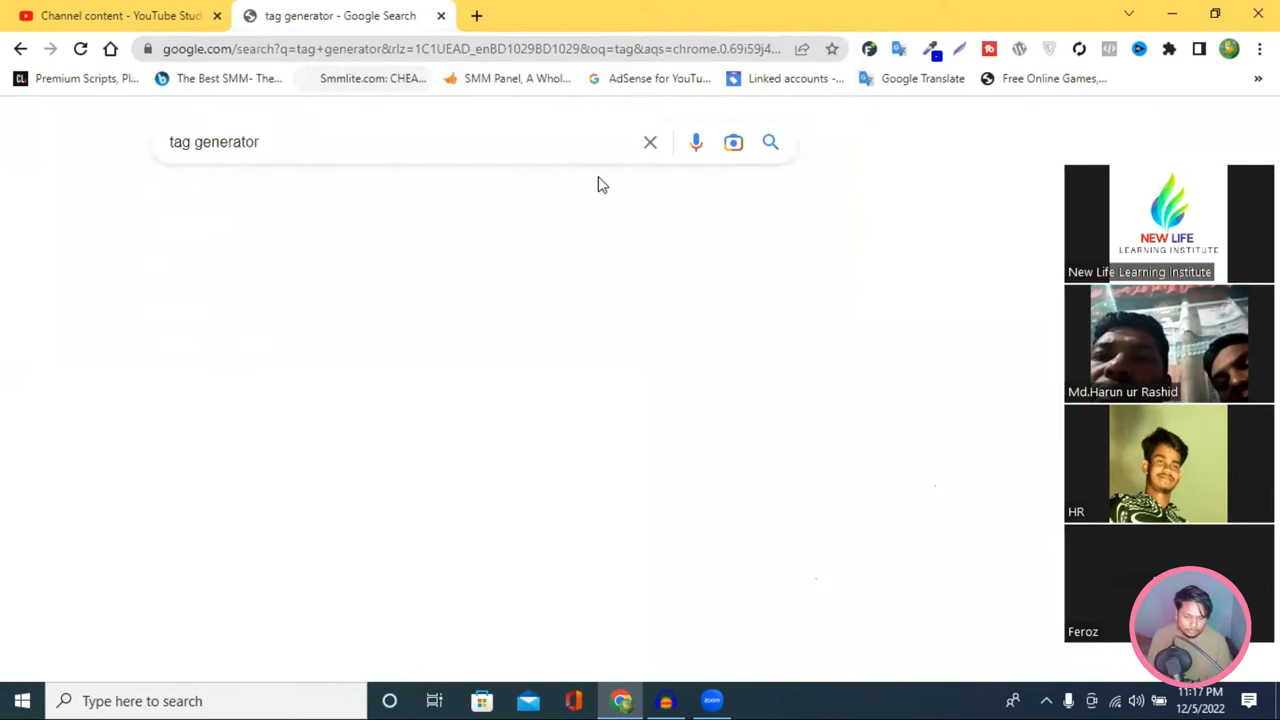 Channel content - YouTube Stud
tag generator - Google Search
google.com/search?q=tag+generator&rlz=1C1UEAD_enBD1029BD1029&oq=tag&aqs=chrome.0.69i59j4...
CL Premium Scripts, Pl...
The Best SMM- The...
Smmlite.com: CHEA...
SMM Panel, A Whol...
AdSense for YouTu...
Linked accounts -...
Google Translate
Free Online Games,...
tag generator
NEW LIFE
LEARNING INSTITUTE
New Life Learning Institute
Md.Harun ur Rashid
HR
Feroz
Type here to search
zoom
11:17 PM
12/5/2022